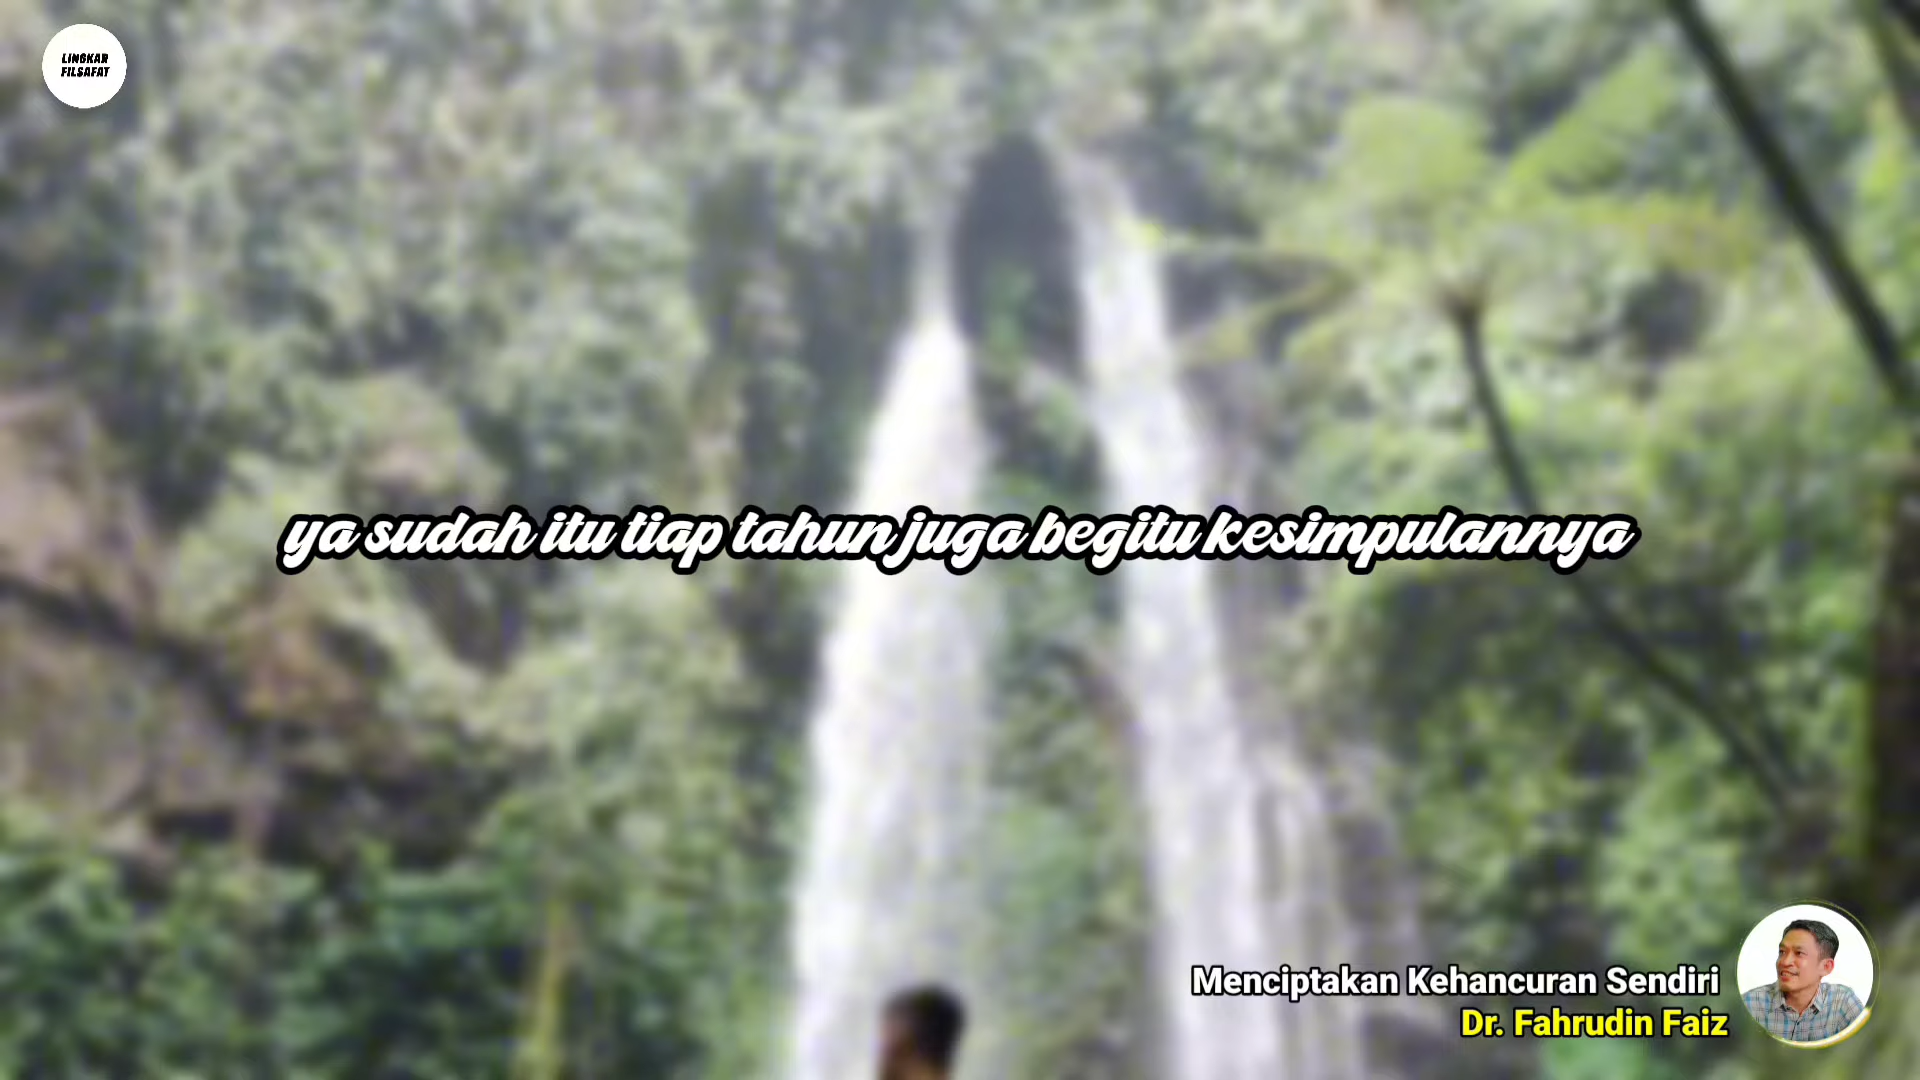 LINGKAR
FILSAFAT
ya sudah itu tiap tahun juga begitu kesimpulannya
Menciptakan Kehancuran Sendiri
Dr. Fahrudin Faiz